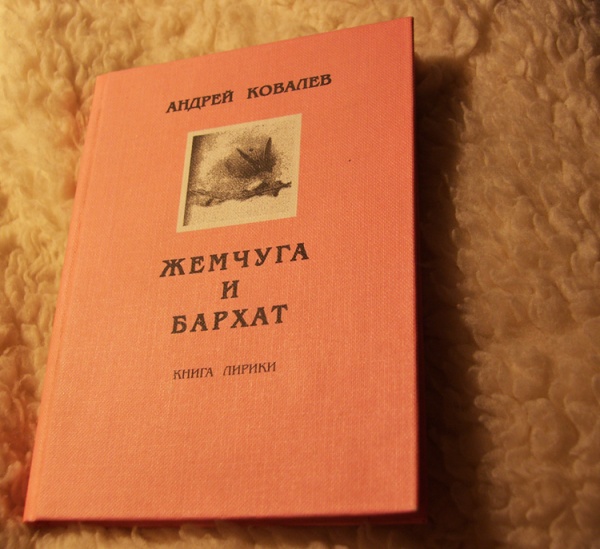 АНДРЕЙ КОВАЛЕВ
ЖЕМЧУГА
И
БАРХАТ
КНИГА ЛИРИКИ